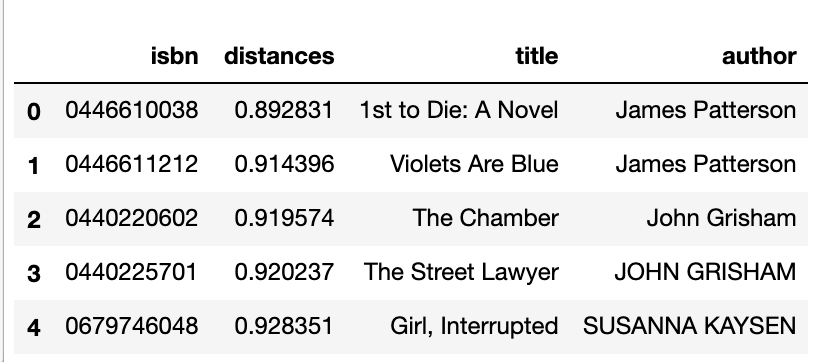 isbn distances title author
0 0446610038 0.892831 1st to Die: A Novel James Patterson
1 0446611212 0.914396 Violets Are Blue James Patterson
2 0440220602 0.919574 The Chamber John Grisham
3 0440225701 0.920237 The Street Lawyer JOHN GRISHAM
4 0679746048 0.928351 Girl, Interrupted SUSANNA KAYSEN